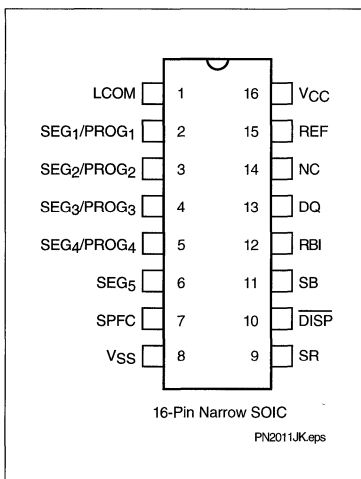 LCOM 1 16 VCC
SEG1/PROG1 2 15 REF
SEG2/PROG2 3 14 NC
SEG3/PROG3 4 13 DQ
SEG4/PROG4 5 12 RBI
SEG5 6 11 SB
SPFC 7 10 DISP
VSS 8 9 SR
16-Pin Narrow SOIC
PN2011JK.eps